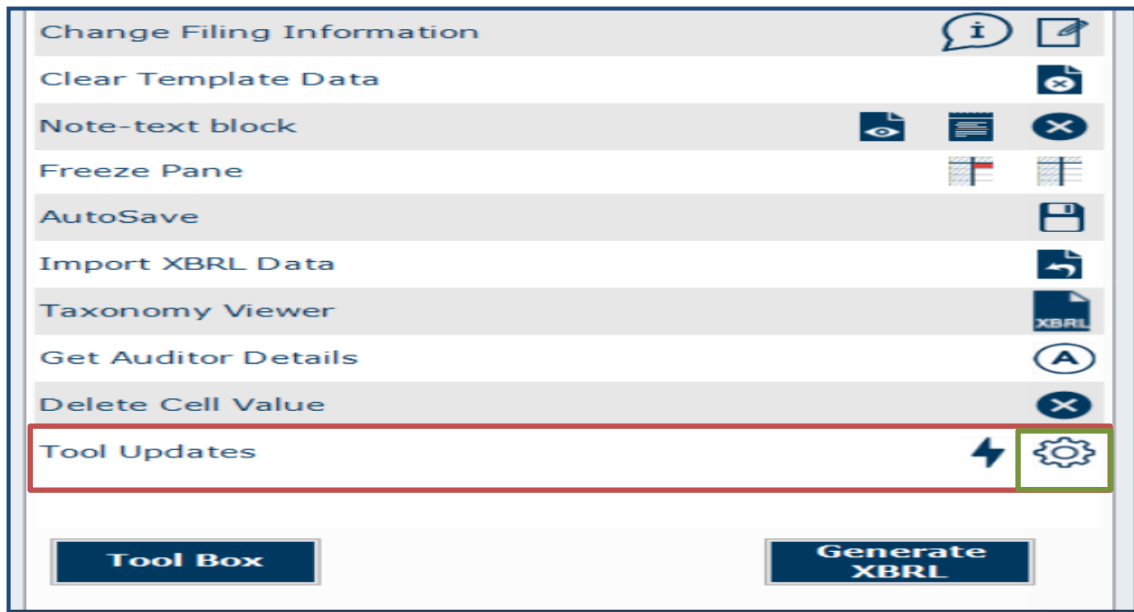 Change Filing Information
i
Clear Template Data
Note-text block
Freeze Pane
AutoSave
Import XBRL Data
Taxonomy Viewer
XBRL
Get Auditor Details
A
Delete Cell Value
Tool Updates
Tool Box
Generate
XBRL